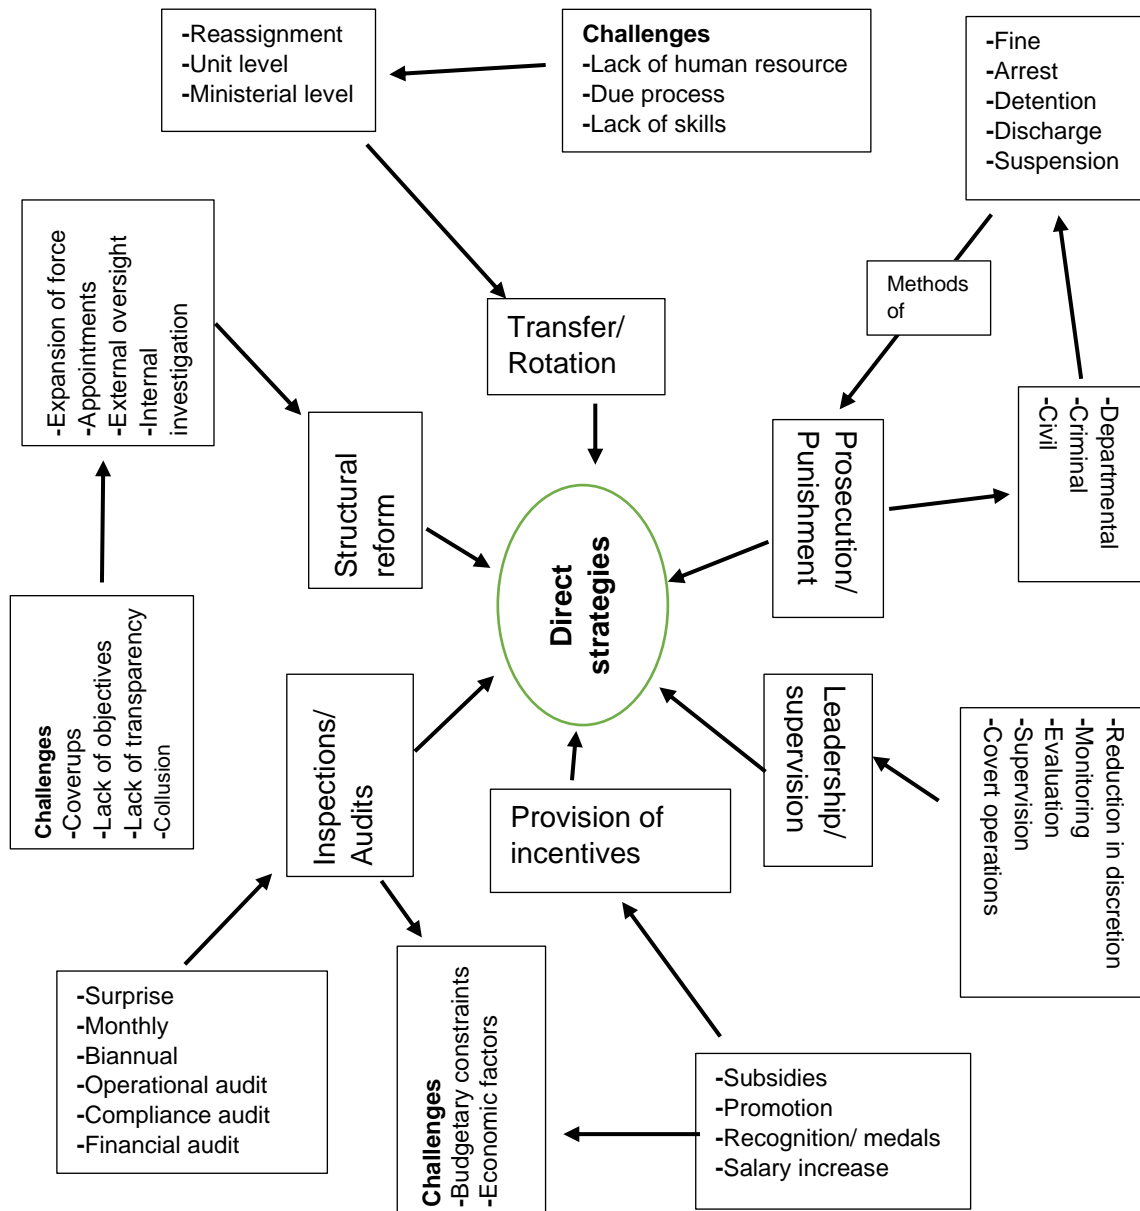 -Reassignment
-Unit level
-Ministerial level
Challenges
-Lack of human resource
-Due process
-Lack of skills
-Fine
-Arrest
-Detention
-Discharge
-Suspension
-Expansion of force
-Appointments
-External oversight
-Internal
investigation
Methods
of
Transfer/
Rotation
Structural
reform
Prosecution/
Punishment
-Departmental
-Criminal
-Civil
Direct
strategies
Challenges
-Coverups
-Lack of objectives
-Lack of transparency
-Collusion
Inspections/
Audits
Provision of
incentives
Leadership/
supervision
-Reduction in discretion
-Monitoring
-Evaluation
-Supervision
-Covert operations
-Surprise
-Monthly
-Biannual
-Operational audit
-Compliance audit
-Financial audit
Challenges
-Budgetary constraints
-Economic factors
-Subsidies
-Promotion
-Recognition/ medals
-Salary increase